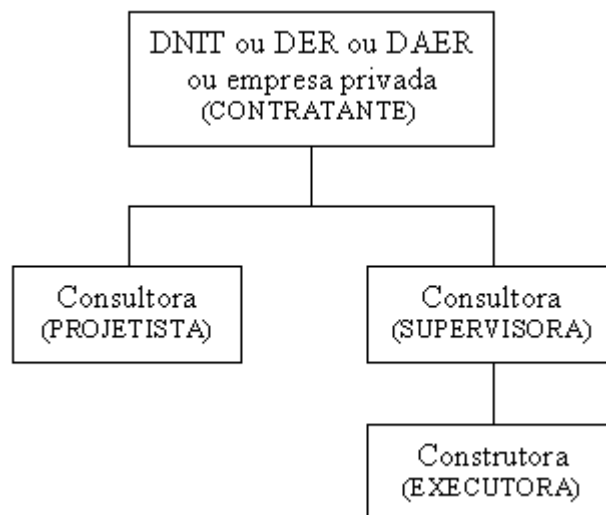 DNIT ou DER ou DAER
ou empresa privada
(CONTRATANTE)
Consultora
(PROJETISTA)
Consultora
(SUPERVISORA)
Construtora
(EXECUTORA)